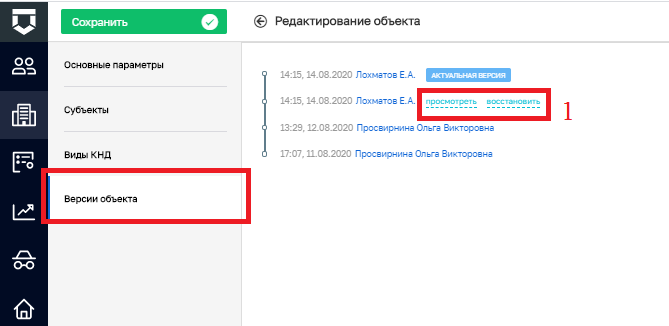 Сохранить
Редактирование объекта
Основные параметры
Субъекты
Виды КНД
Версии объекта
14:15, 14.08.2020 Лохматов Е.А. АКТУАЛЬНАЯ ВЕРСИЯ
14:15, 14.08.2020 Лохматов Е.А. просмотреть восстановить 1
13:29, 12.08.2020 Просвирнина Ольга Викторовна
17:07, 11.08.2020 Просвирнина Ольга Викторовна